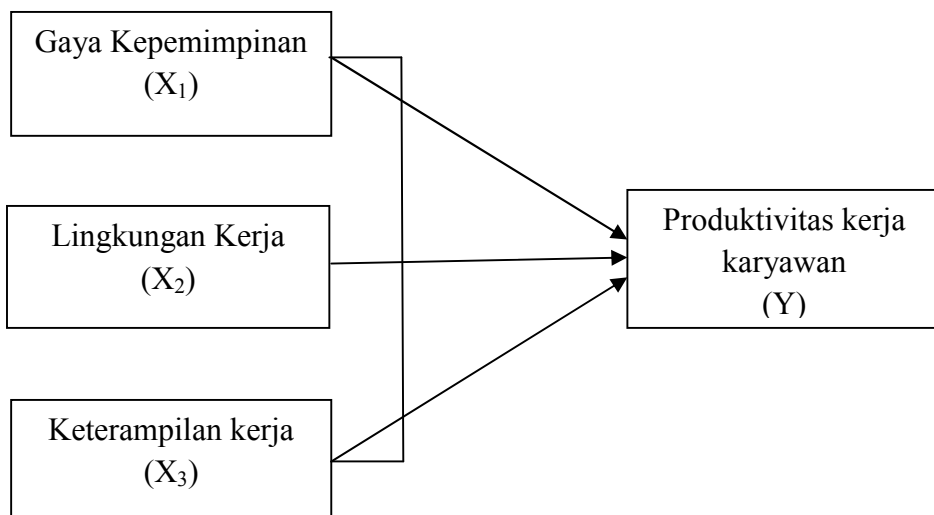 Gaya Kepemimpinan
(X₁)
Lingkungan Kerja
(X₂)
Keterampilan kerja
(X₃)
Produktivitas kerja
karyawan
(Y)